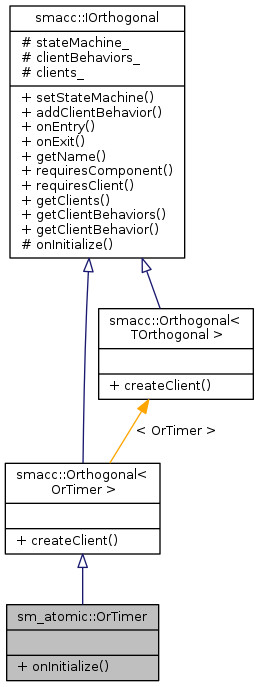 smacc::IOrthogonal
# stateMachine_
# clientBehaviors_
# clients_
+ setStateMachine()
+ addClientBehavior()
+ onEntry()
+ onExit()
+ getName()
+ requiresComponent()
+ requiresClient()
+ getClients()
+ getClientBehaviors()
+ getClientBehavior()
# onInitialize()
smacc::Orthogonal<
TOrthogonal >
+ createClient()
< OrTimer >
smacc::Orthogonal<
OrTimer >
+ createClient()
sm_atomic::OrTimer
+ onInitialize()